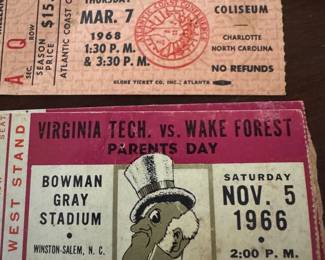 THURSDAY
MAR. 7
1968
1:30 P.M.
& 3:30 P.M.
A Q
SEC. ROW
SEASON PRICE
$15.
ATLANTIC COAST C
COLISEUM
CHARLOTTE
NORTH CAROLINA
NO REFUNDS
GLOBE TICKET CO., INC., ATLANTA
SEAT
WEST STAND
VIRGINIA TECH. vs. WAKE FOREST
PARENTS DAY
BOWMAN
GRAY
STADIUM
WINSTON-SALEM, N. C.
SATURDAY
NOV. 5
1966
2:00 P. M.